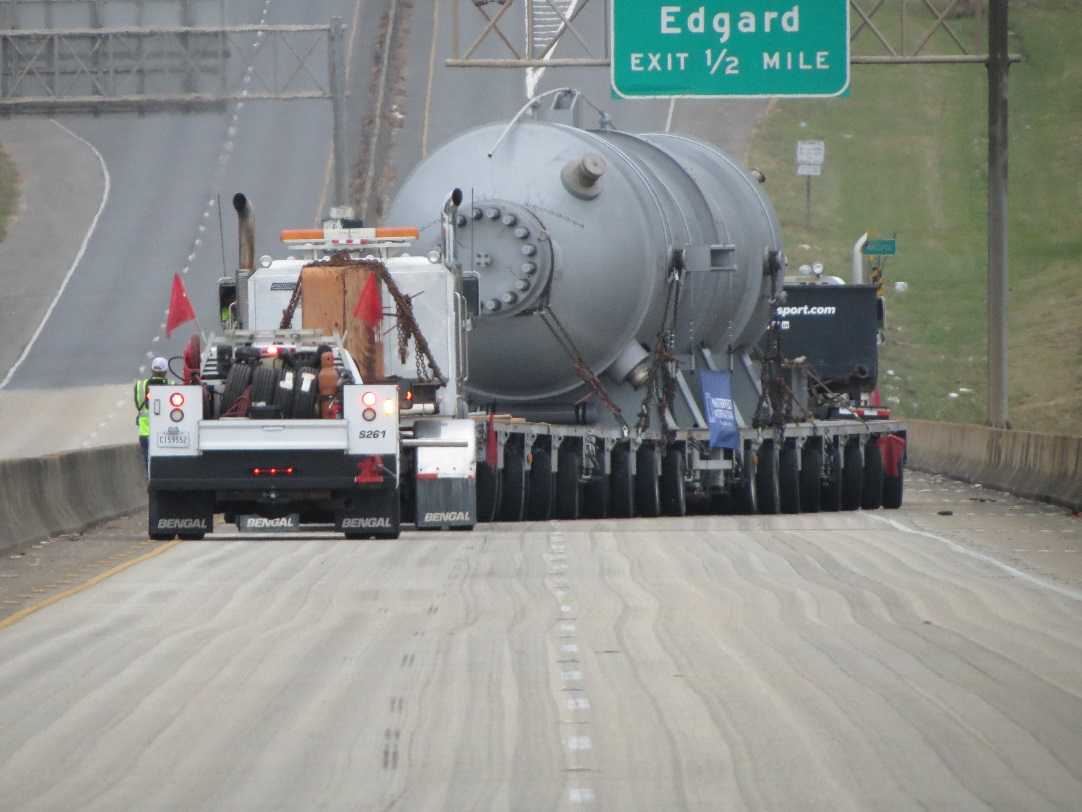 Edgard
EXIT 1/2 MILE
sport.com
S261
C159552
BENGAL
BENGAL
BENGAL
BENGAL